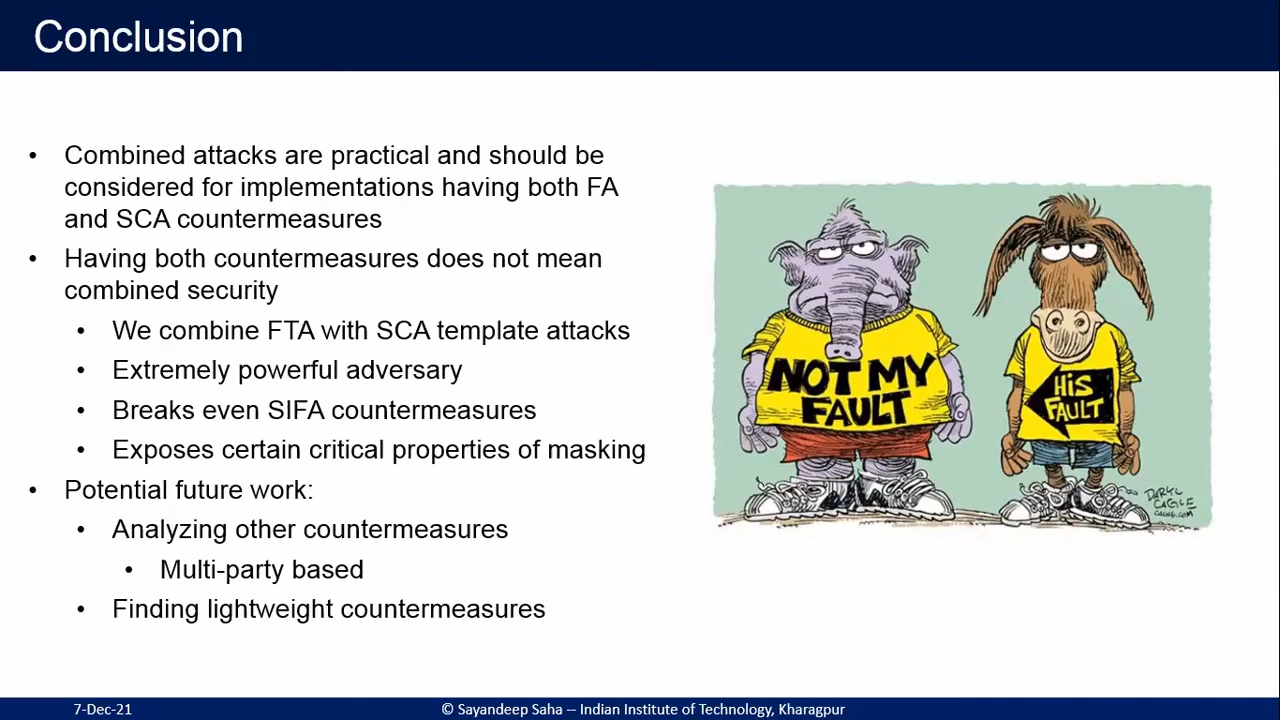 Conclusion
• Combined attacks are practical and should be
considered for implementations having both FA
and SCA countermeasures
• Having both countermeasures does not mean
combined security
• We combine FTA with SCA template attacks
• Extremely powerful adversary
• Breaks even SIFA countermeasures
• Exposes certain critical properties of masking
• Potential future work:
• Analyzing other countermeasures
• Multi-party based
• Finding lightweight countermeasures
NOT MY
FAULT
HIS
FAULT
DARYL
CAGLE
CAGLE.COM
7-Dec-21
© Sayandeep Saha -- Indian Institute of Technology, Kharagpur